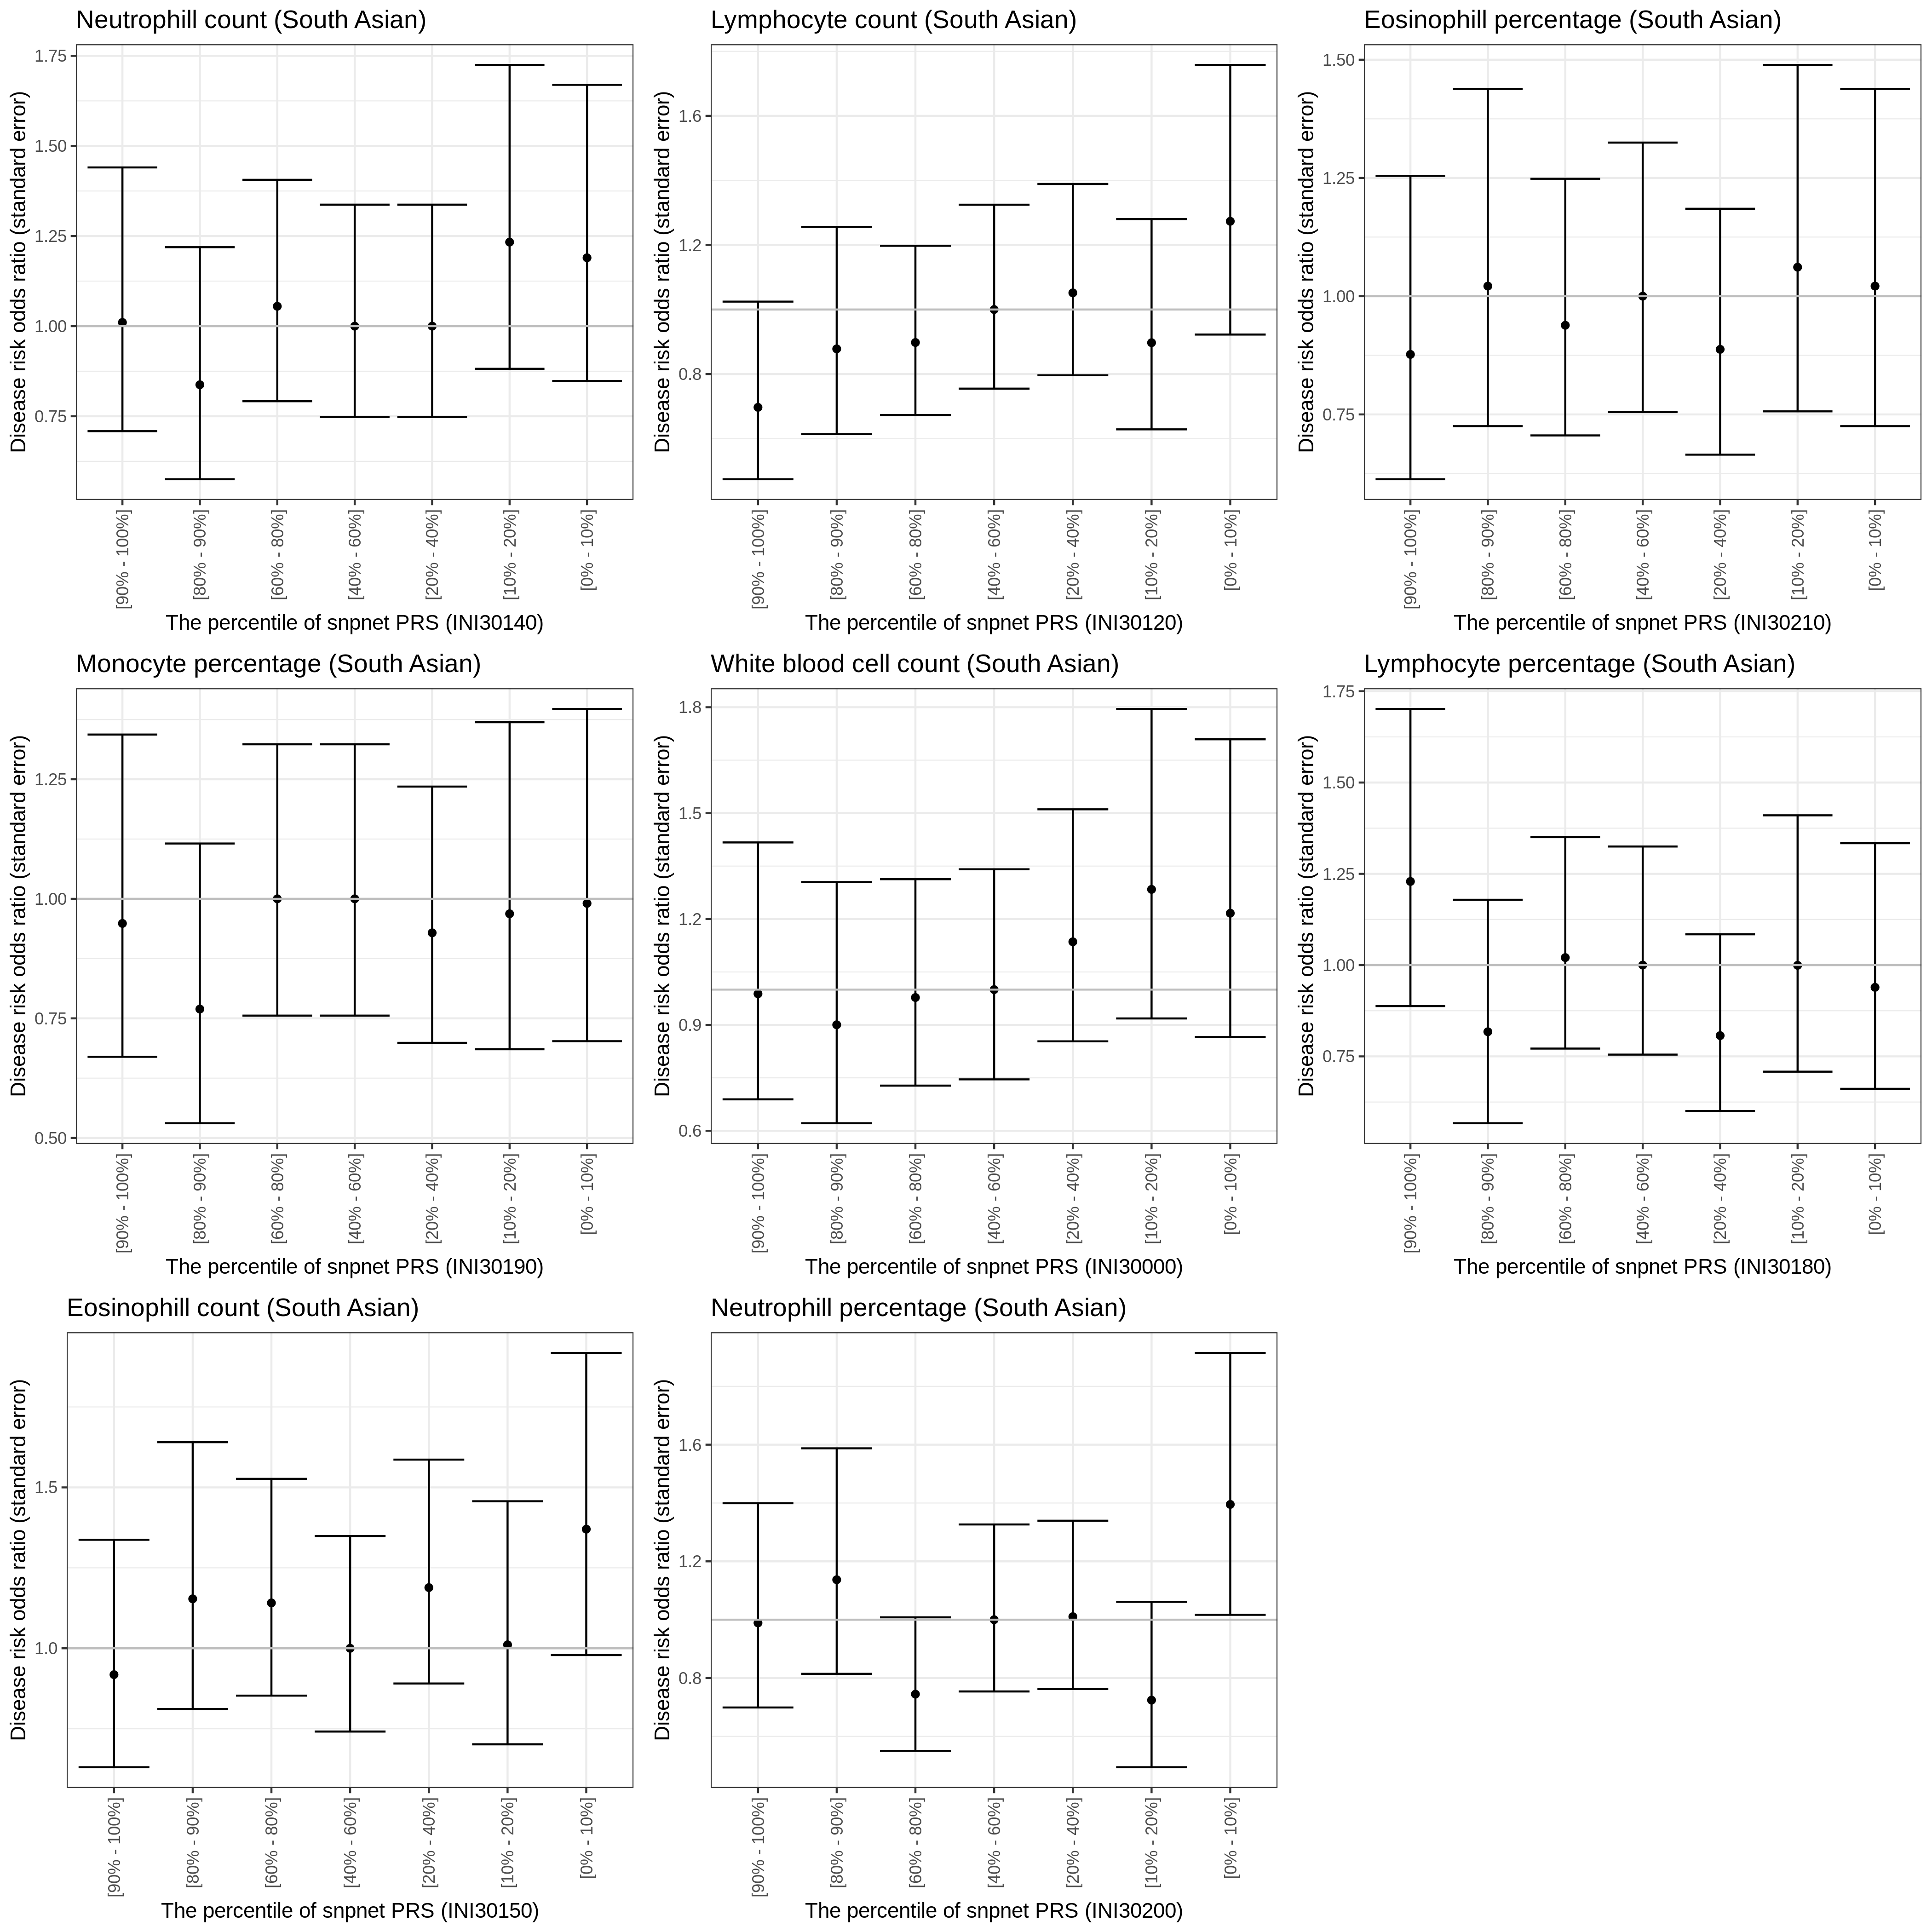 Neutrophill count (South Asian)
Disease risk odds ratio (standard error)
1.75
1.50
1.25
1.00
0.75
[90% - 100%]
[80% - 90%]
[60% - 80%]
[40% - 60%]
[20% - 40%]
[10% - 20%]
[0% - 10%]
The percentile of snpnet PRS (INI30140)
Lymphocyte count (South Asian)
Disease risk odds ratio (standard error)
1.6
1.2
0.8
[90% - 100%]
[80% - 90%]
[60% - 80%]
[40% - 60%]
[20% - 40%]
[10% - 20%]
[0% - 10%]
The percentile of snpnet PRS (INI30120)
Eosinophill percentage (South Asian)
Disease risk odds ratio (standard error)
1.50
1.25
1.00
0.75
[90% - 100%]
[80% - 90%]
[60% - 80%]
[40% - 60%]
[20% - 40%]
[10% - 20%]
[0% - 10%]
The percentile of snpnet PRS (INI30210)
Monocyte percentage (South Asian)
Disease risk odds ratio (standard error)
1.25
1.00
0.75
0.50
[90% - 100%]
[80% - 90%]
[60% - 80%]
[40% - 60%]
[20% - 40%]
[10% - 20%]
[0% - 10%]
The percentile of snpnet PRS (INI30190)
White blood cell count (South Asian)
Disease risk odds ratio (standard error)
1.8
1.5
1.2
0.9
0.6
[90% - 100%]
[80% - 90%]
[60% - 80%]
[40% - 60%]
[20% - 40%]
[10% - 20%]
[0% - 10%]
The percentile of snpnet PRS (INI30000)
Lymphocyte percentage (South Asian)
Disease risk odds ratio (standard error)
1.75
1.50
1.25
1.00
0.75
[90% - 100%]
[80% - 90%]
[60% - 80%]
[40% - 60%]
[20% - 40%]
[10% - 20%]
[0% - 10%]
The percentile of snpnet PRS (INI30180)
Eosinophill count (South Asian)
Disease risk odds ratio (standard error)
1.5
1.0
[90% - 100%]
[80% - 90%]
[60% - 80%]
[40% - 60%]
[20% - 40%]
[10% - 20%]
[0% - 10%]
The percentile of snpnet PRS (INI30150)
Neutrophill percentage (South Asian)
Disease risk odds ratio (standard error)
1.6
1.2
0.8
[90% - 100%]
[80% - 90%]
[60% - 80%]
[40% - 60%]
[20% - 40%]
[10% - 20%]
[0% - 10%]
The percentile of snpnet PRS (INI30200)